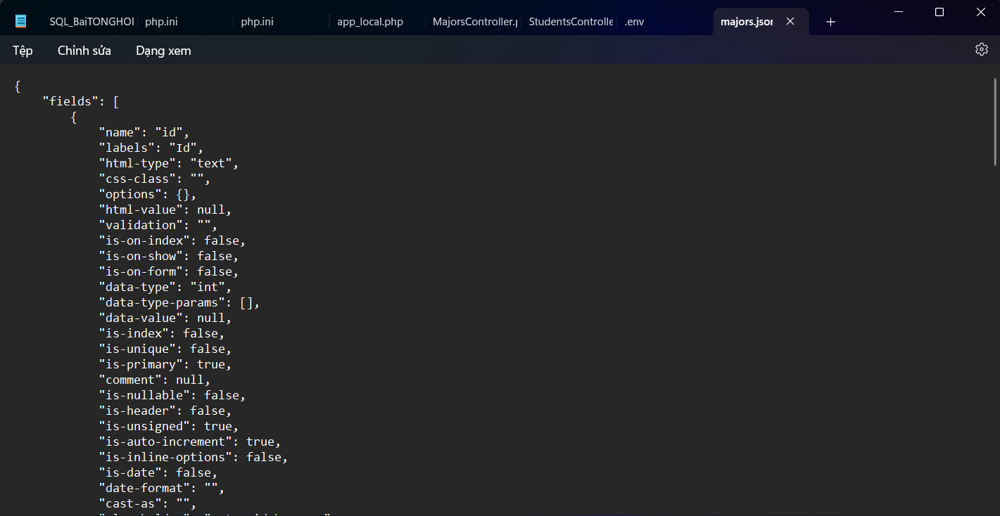 SQL_BaiTONGHOI php.ini php.ini app_local.php MajorsController.p StudentsControlle .env majors.json
Tệp Chỉnh sửa Dạng xem
{
"fields": [
{
"name": "id",
"labels": "Id",
"html-type": "text",
"css-class": "",
"options": {},
"html-value": null,
"validation": "",
"is-on-index": false,
"is-on-show": false,
"is-on-form": false,
"data-type": "int",
"data-type-params": [],
"data-value": null,
"is-index": false,
"is-unique": false,
"is-primary": true,
"comment": null,
"is-nullable": false,
"is-header": false,
"is-unsigned": true,
"is-auto-increment": true,
"is-inline-options": false,
"is-date": false,
"date-format": "",
"cast-as": "",